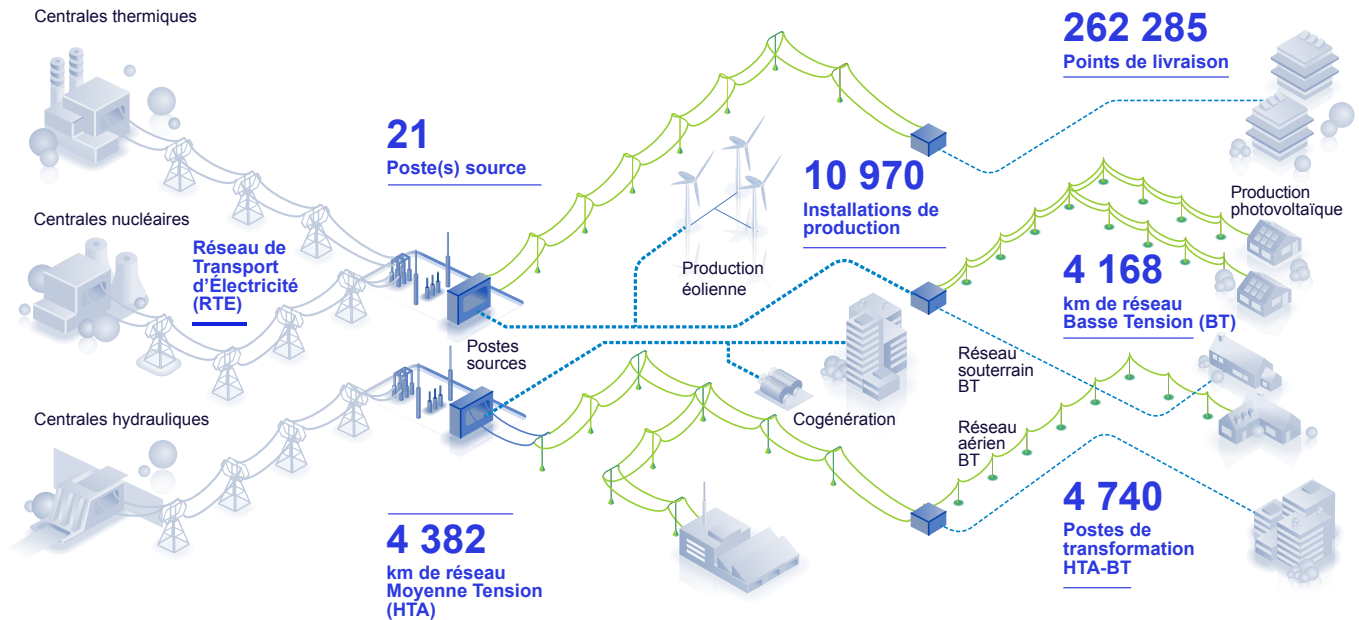 Centrales thermiques
262 285
Points de livraison
21
Poste(s) source
10 970
Installations de
production
Production
photovoltaïque
Centrales nucléaires
Réseau de
Transport
d’Électricité
(RTE)
Production
éolienne
4 168
km de réseau
Basse Tension (BT)
Postes
sources
Réseau
souterrain
BT
Centrales hydrauliques
Cogénération
Réseau
aérien
BT
4 382
km de réseau
Moyenne Tension
(HTA)
4 740
Postes de
transformation
HTA-BT